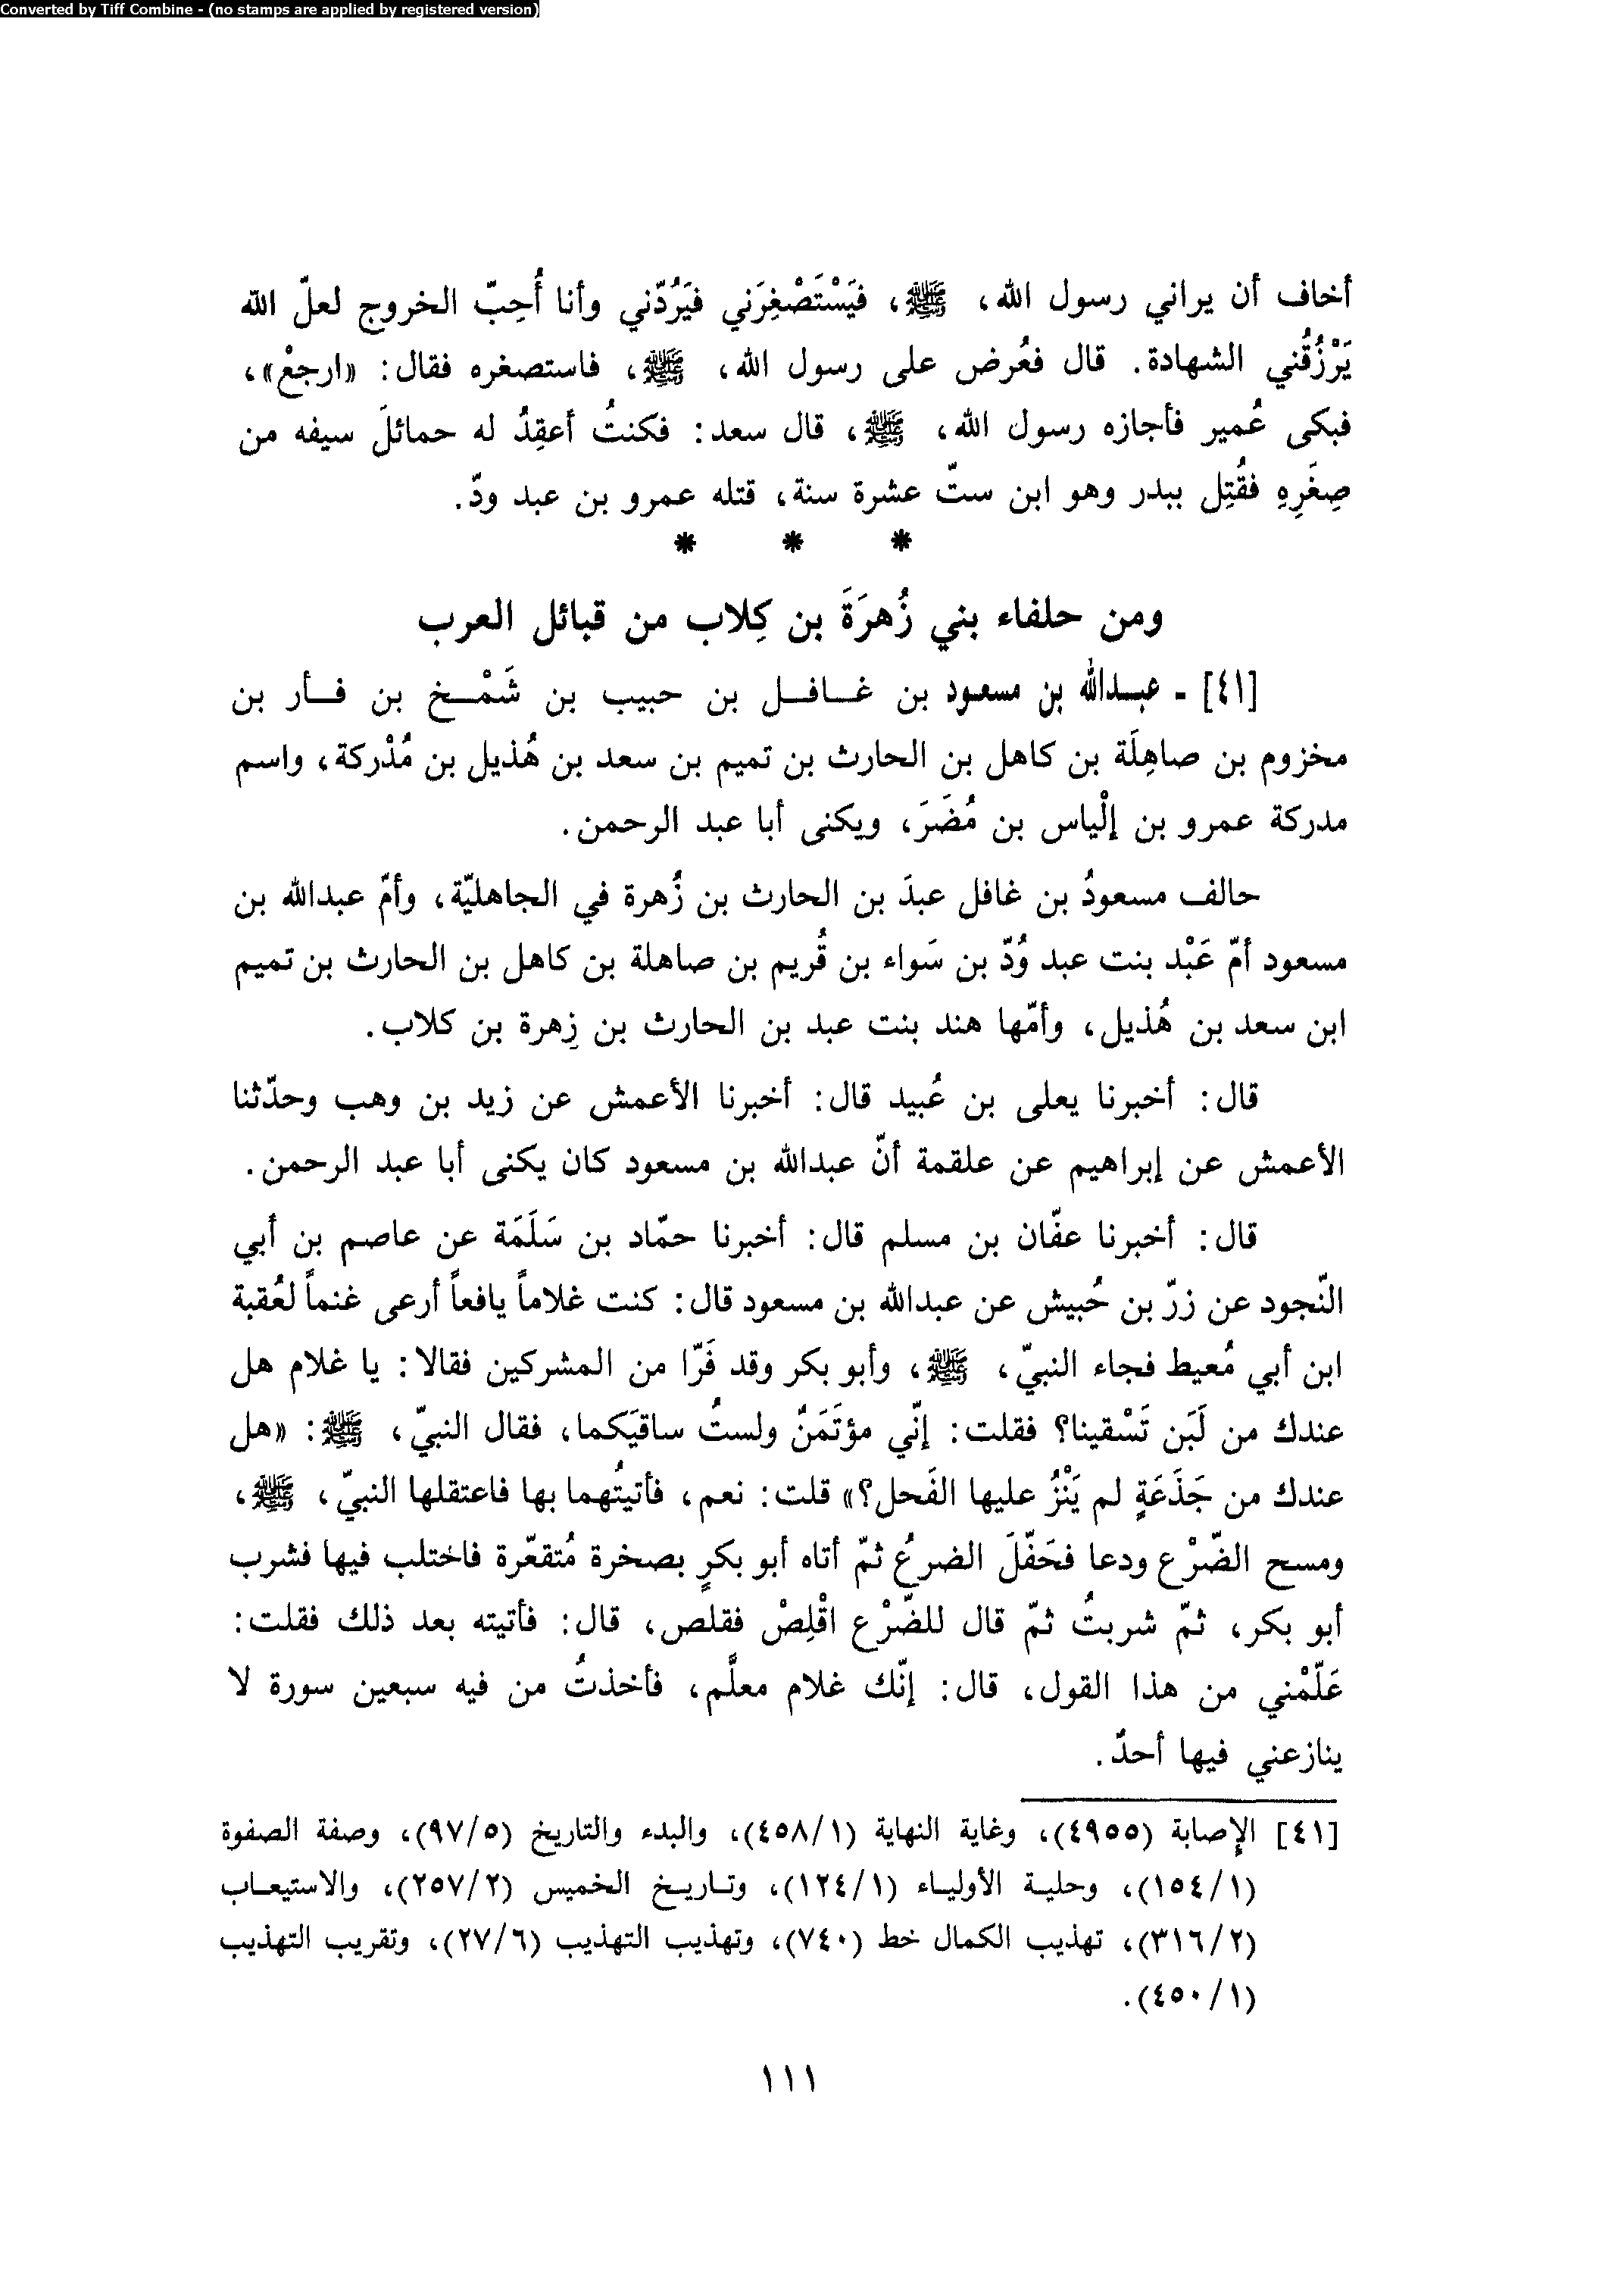 Converted by Tiff Combine - (no stamps are applied by registered version)
أخاف أن يراني رسول الله، ﷺ، فيَسْتَصْغِرَني فيَرُدّني وأنا أُحِبّ الخروج لعلّ الله
يَرْزُقُني الشهادة. قال فعُرض على رسول الله، ﷺ، فاستصغره فقال: «ارجعْ»،
فبكى عُمير فأجازه رسول الله، ﷺ، قال سعد: فكنتُ أعقِدُ له حمائلَ سيفه من
صِغَرِهِ فقُتِل ببدر وهو ابن ستّ عشرة سنة، قتله عمرو بن عبد ودّ.
* * *
ومن حلفاء بني زُهرَةَ بن كِلاب من قبائل العرب
[٤١] - عبدالله بن مسعود بن غافل بن حبيب بن شَمْخ بن فأر بن
مخزوم بن صاهِلَة بن كاهل بن الحارث بن تميم بن سعد بن هُذيل بن مُدْركة، واسم
مدركة عمرو بن إلْياس بن مُضَرَ، ويكنى أبا عبد الرحمن.
حالف مسعودُ بن غافل عبدَ بن الحارث بن زُهرة في الجاهليّة، وأمّ عبدالله بن
مسعود أمّ عَبْد بنت عبد وُدّ بن سَواء بن قُريم بن صاهلة بن كاهل بن الحارث بن تميم
ابن سعد بن هُذيل، وأمّها هند بنت عبد بن الحارث بن زِهرة بن كلاب.
قال: أخبرنا يعلى بن عُبيد قال: أخبرنا الأعمش عن زيد بن وهب وحدّثنا
الأعمش عن إبراهيم عن علقمة أنّ عبدالله بن مسعود كان يكنى أبا عبد الرحمن.
قال: أخبرنا عفّان بن مسلم قال: أخبرنا حمّاد بن سَلَمَة عن عاصم بن أبي
النّجود عن زرّ بن حُبيش عن عبدالله بن مسعود قال: كنت غلاماً يافعاً أرعى غنماً لعُقبة
ابن أبي مُعيط فجاء النبيّ، ﷺ، وأبو بكر وقد فَرّا من المشركين فقالا: يا غلام هل
عندك من لَبَن تَسْقينا؟ فقلت: إنّي مؤتَمَنٌ ولستُ ساقيَكما، فقال النبيّ، ﷺ: «هل
عندك من جَذَعَةٍ لم يَنْزُ عليها الفَحل؟» قلت: نعم، فأتيتُهما بها فاعتقلها النبيّ، ﷺ،
ومسح الضّرْع ودعا فحَفّلَ الضرعُ ثمّ أتاه أبو بكرٍ بصخرة مُتقعّرة فاختلب فيها فشرب
أبو بكر، ثمّ شربتُ ثمّ قال للضّرْع اقْلِصْ فقلص، قال: فأتيته بعد ذلك فقلت:
عَلّمْني من هذا القول، قال: إنّك غلام معلَّم، فأخذتُ من فيه سبعين سورة لا
ينازعني فيها أحدٌ.
[٤١] الإصابة (٤٩٥٥)، وغاية النهاية (٤٥٨/١)، والبدء والتاريخ (٩٧/٥)، وصفة الصفوة
(١٥٤/١)، وحلية الأولياء (١٢٤/١)، وتاريخ الخميس (٢٥٧/٢)، والاستيعاب
(٣١٦/٢)، تهذيب الكمال خط (٧٤٠)، وتهذيب التهذيب (٢٧/٦)، وتقريب التهذيب
(٤٥٠/١).
١١١